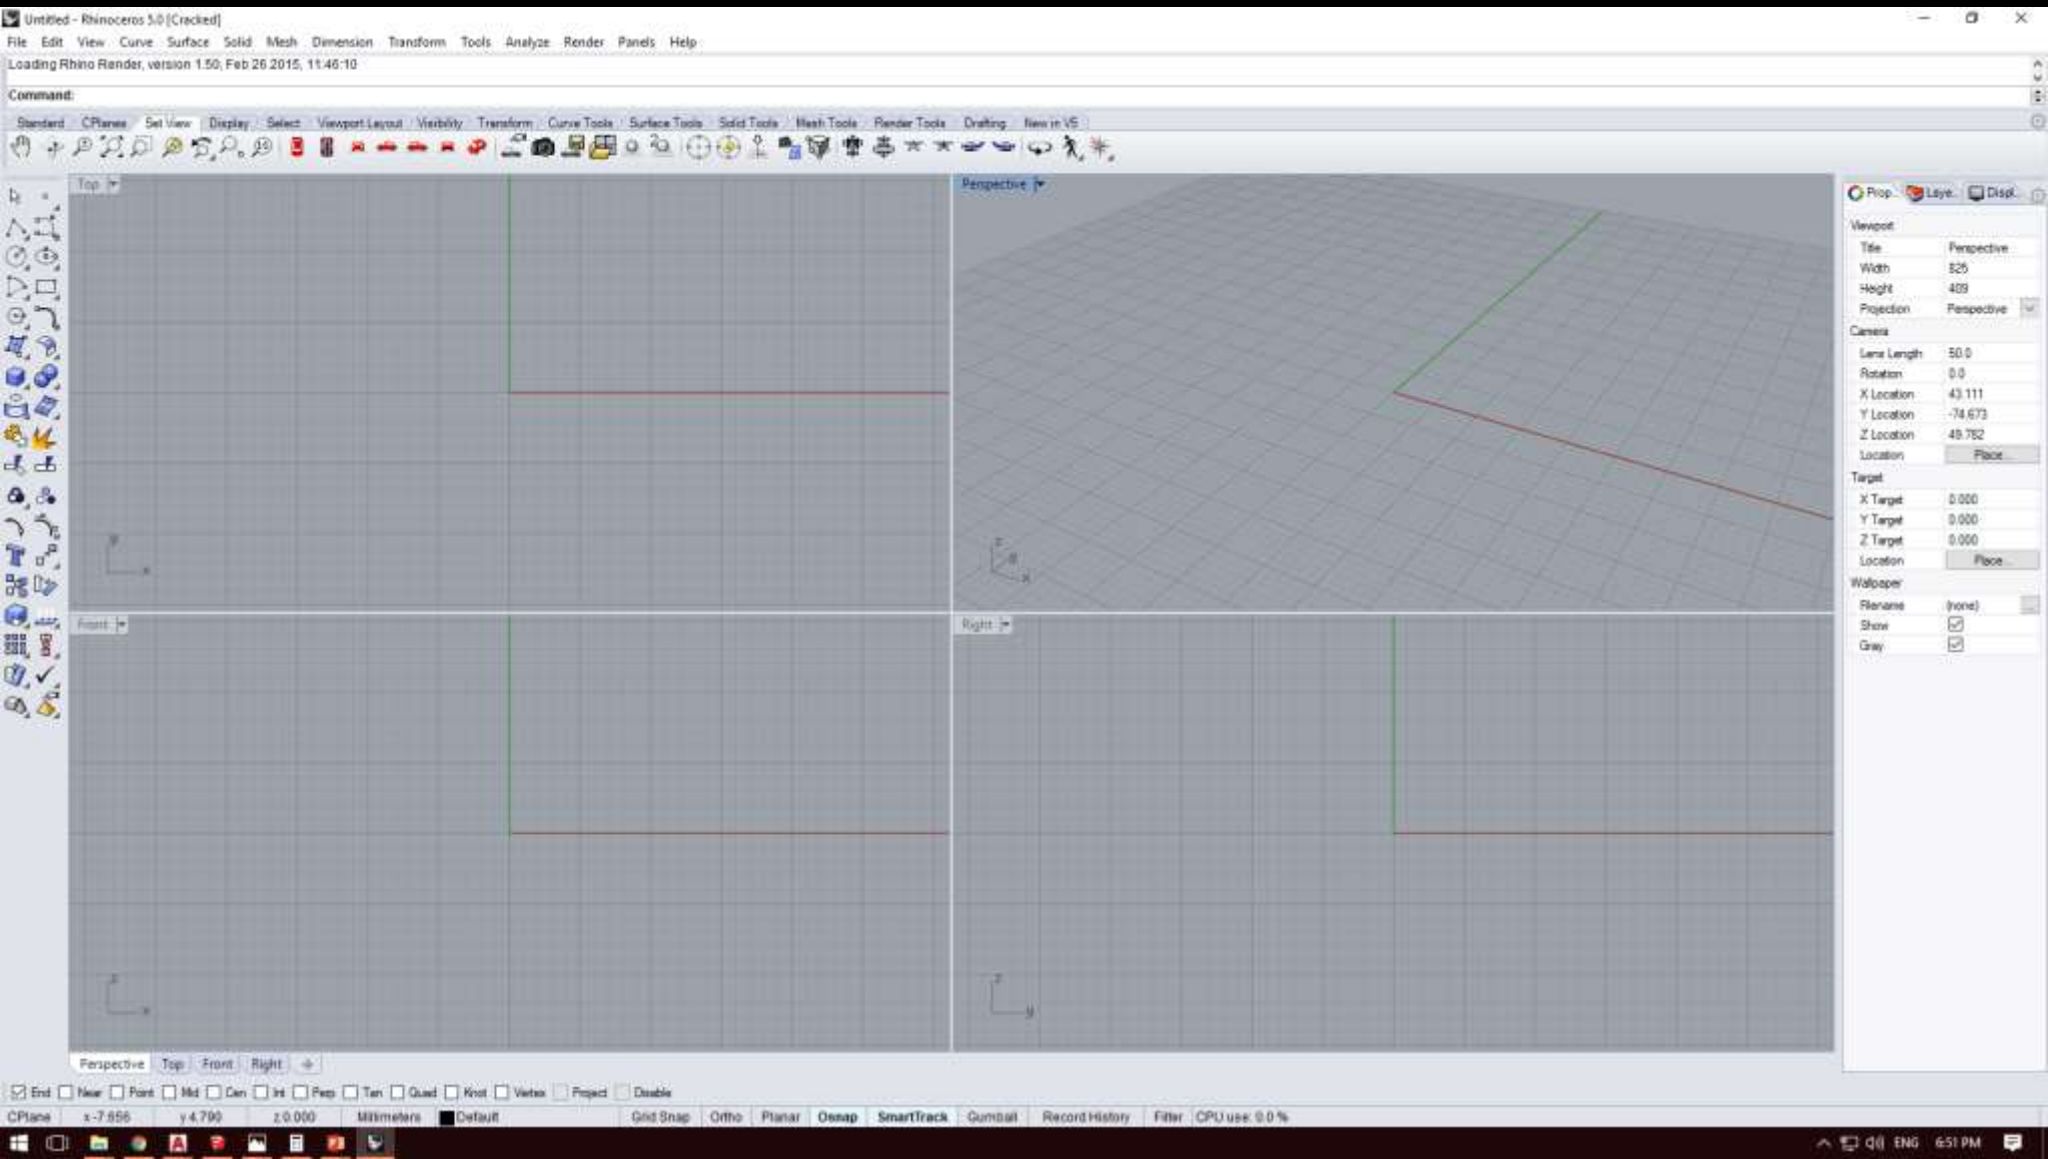 Untitled - Rhinoceros 5.0 [Cracked]
File Edit View Curve Surface Solid Mesh Dimension Transform Tools Analyze Render Panels Help
Loading Rhino Render, version 1.50, Feb 26 2015, 11:46:10
Command:
Standard CPlanes Set View Display Select Viewport Layout Visibility Transform Curve Tools Surface Tools Solid Tools Mesh Tools Render Tools Drafting New in V5
Top Perspective
Prop... Laye... Displ...
Viewport
Title Perspective
Width 825
Height 409
Projection Perspective
Camera
Lens Length 50.0
Rotation 0.0
X Location 43.111
Y Location -74.673
Z Location 49.782
Location Place...
Target
X Target 0.000
Y Target 0.000
Z Target 0.000
Location Place...
Wallpaper
Filename (none) ...
Show
Gray
y x
z y x
Front Right
z x
z y
Perspective Top Front Right
End Near Point Mid Cen Int Perp Tan Quad Knot Vertex Project Disable
CPlane x -7.656 y 4.790 z 0.000 Millimeters Default Grid Snap Ortho Planar Osnap SmartTrack Gumball Record History Filter CPU use: 0.0 %
ENG 6:51 PM